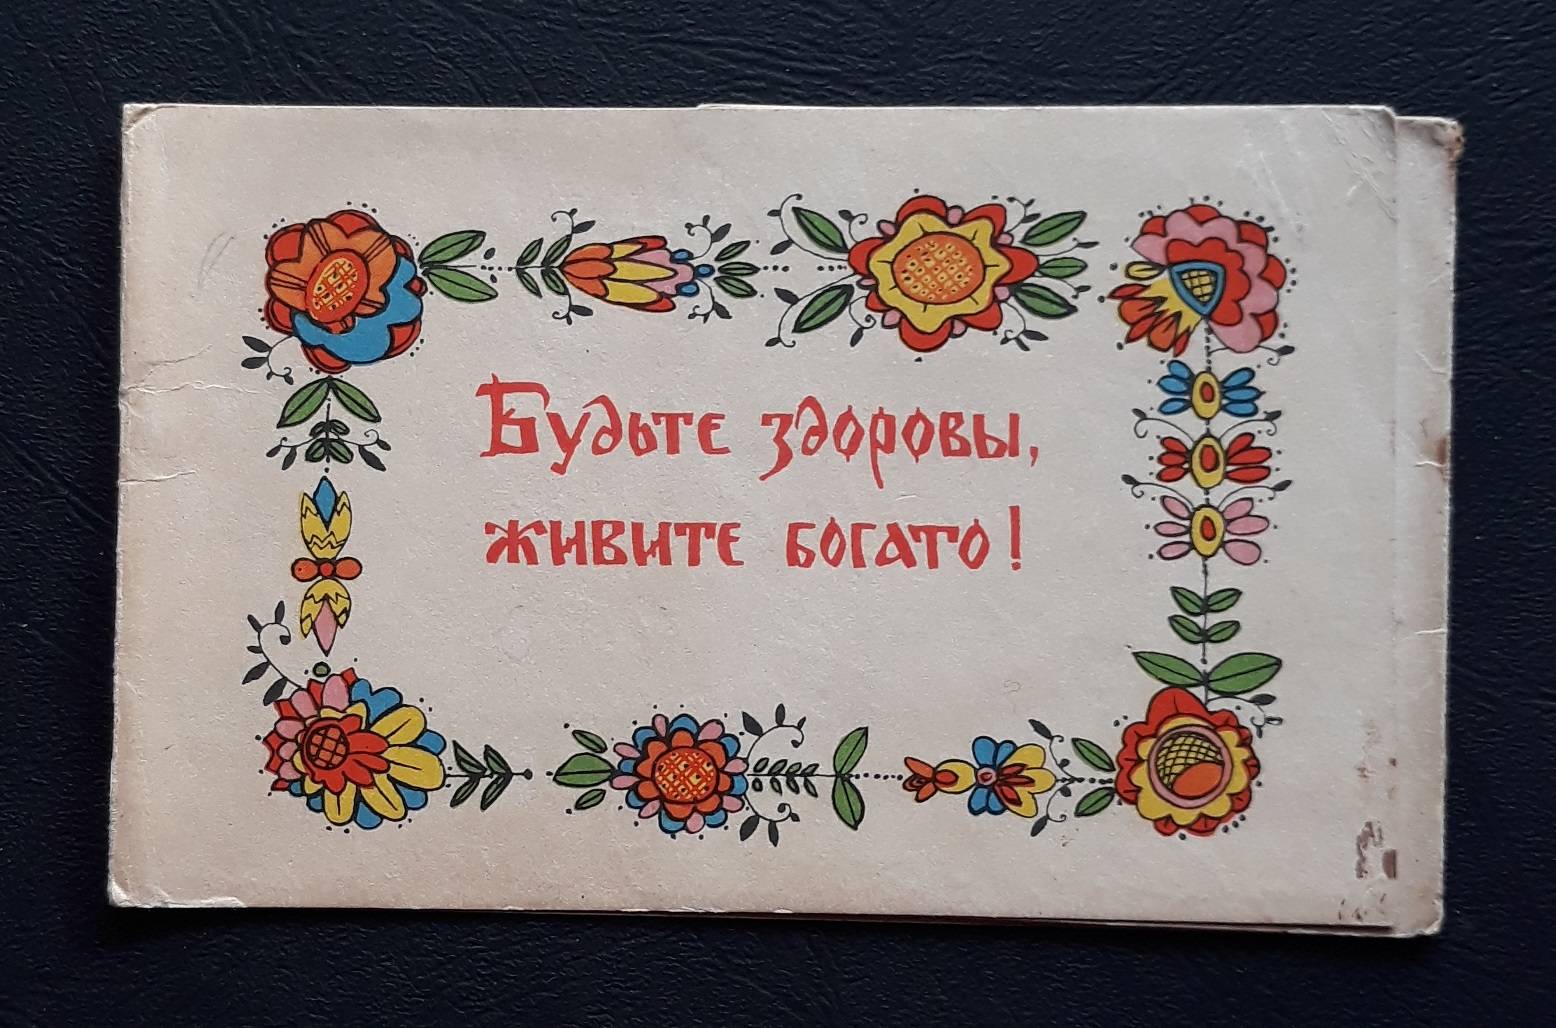 Будьте здоровы,
живите богато!